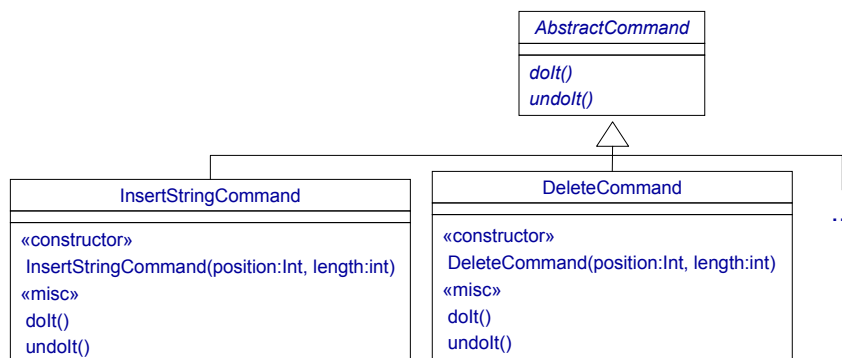 AbstractCommand
doIt()
undoIt()
InsertStringCommand
«constructor»
InsertStringCommand(position:Int, length:int)
«misc»
doIt()
undoIt()
DeleteCommand
«constructor»
DeleteCommand(position:Int, length:int)
«misc»
doIt()
undoIt()
..